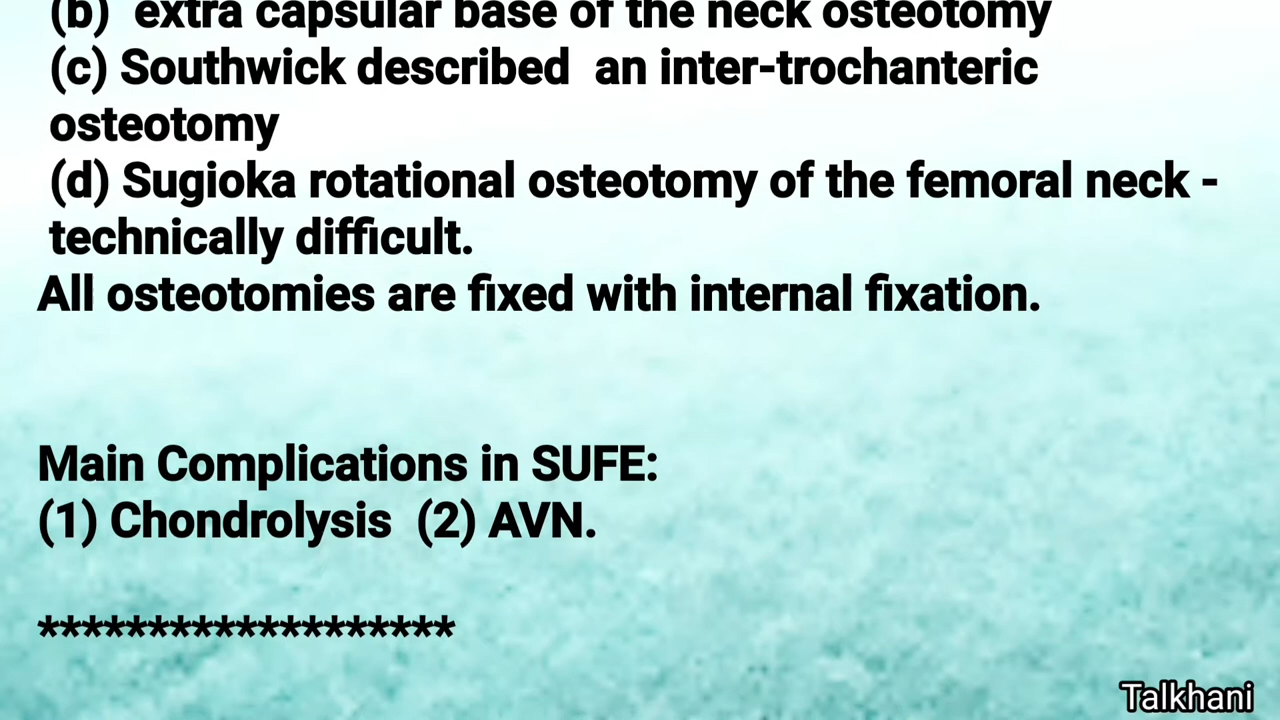 (b) extra capsular base of the neck osteotomy
(c) Southwick described an inter-trochanteric
osteotomy
(d) Sugioka rotational osteotomy of the femoral neck -
technically difficult.
All osteotomies are fixed with internal fixation.
Main Complications in SUFE:
(1) Chondrolysis (2) AVN.
*******************
Talkhani